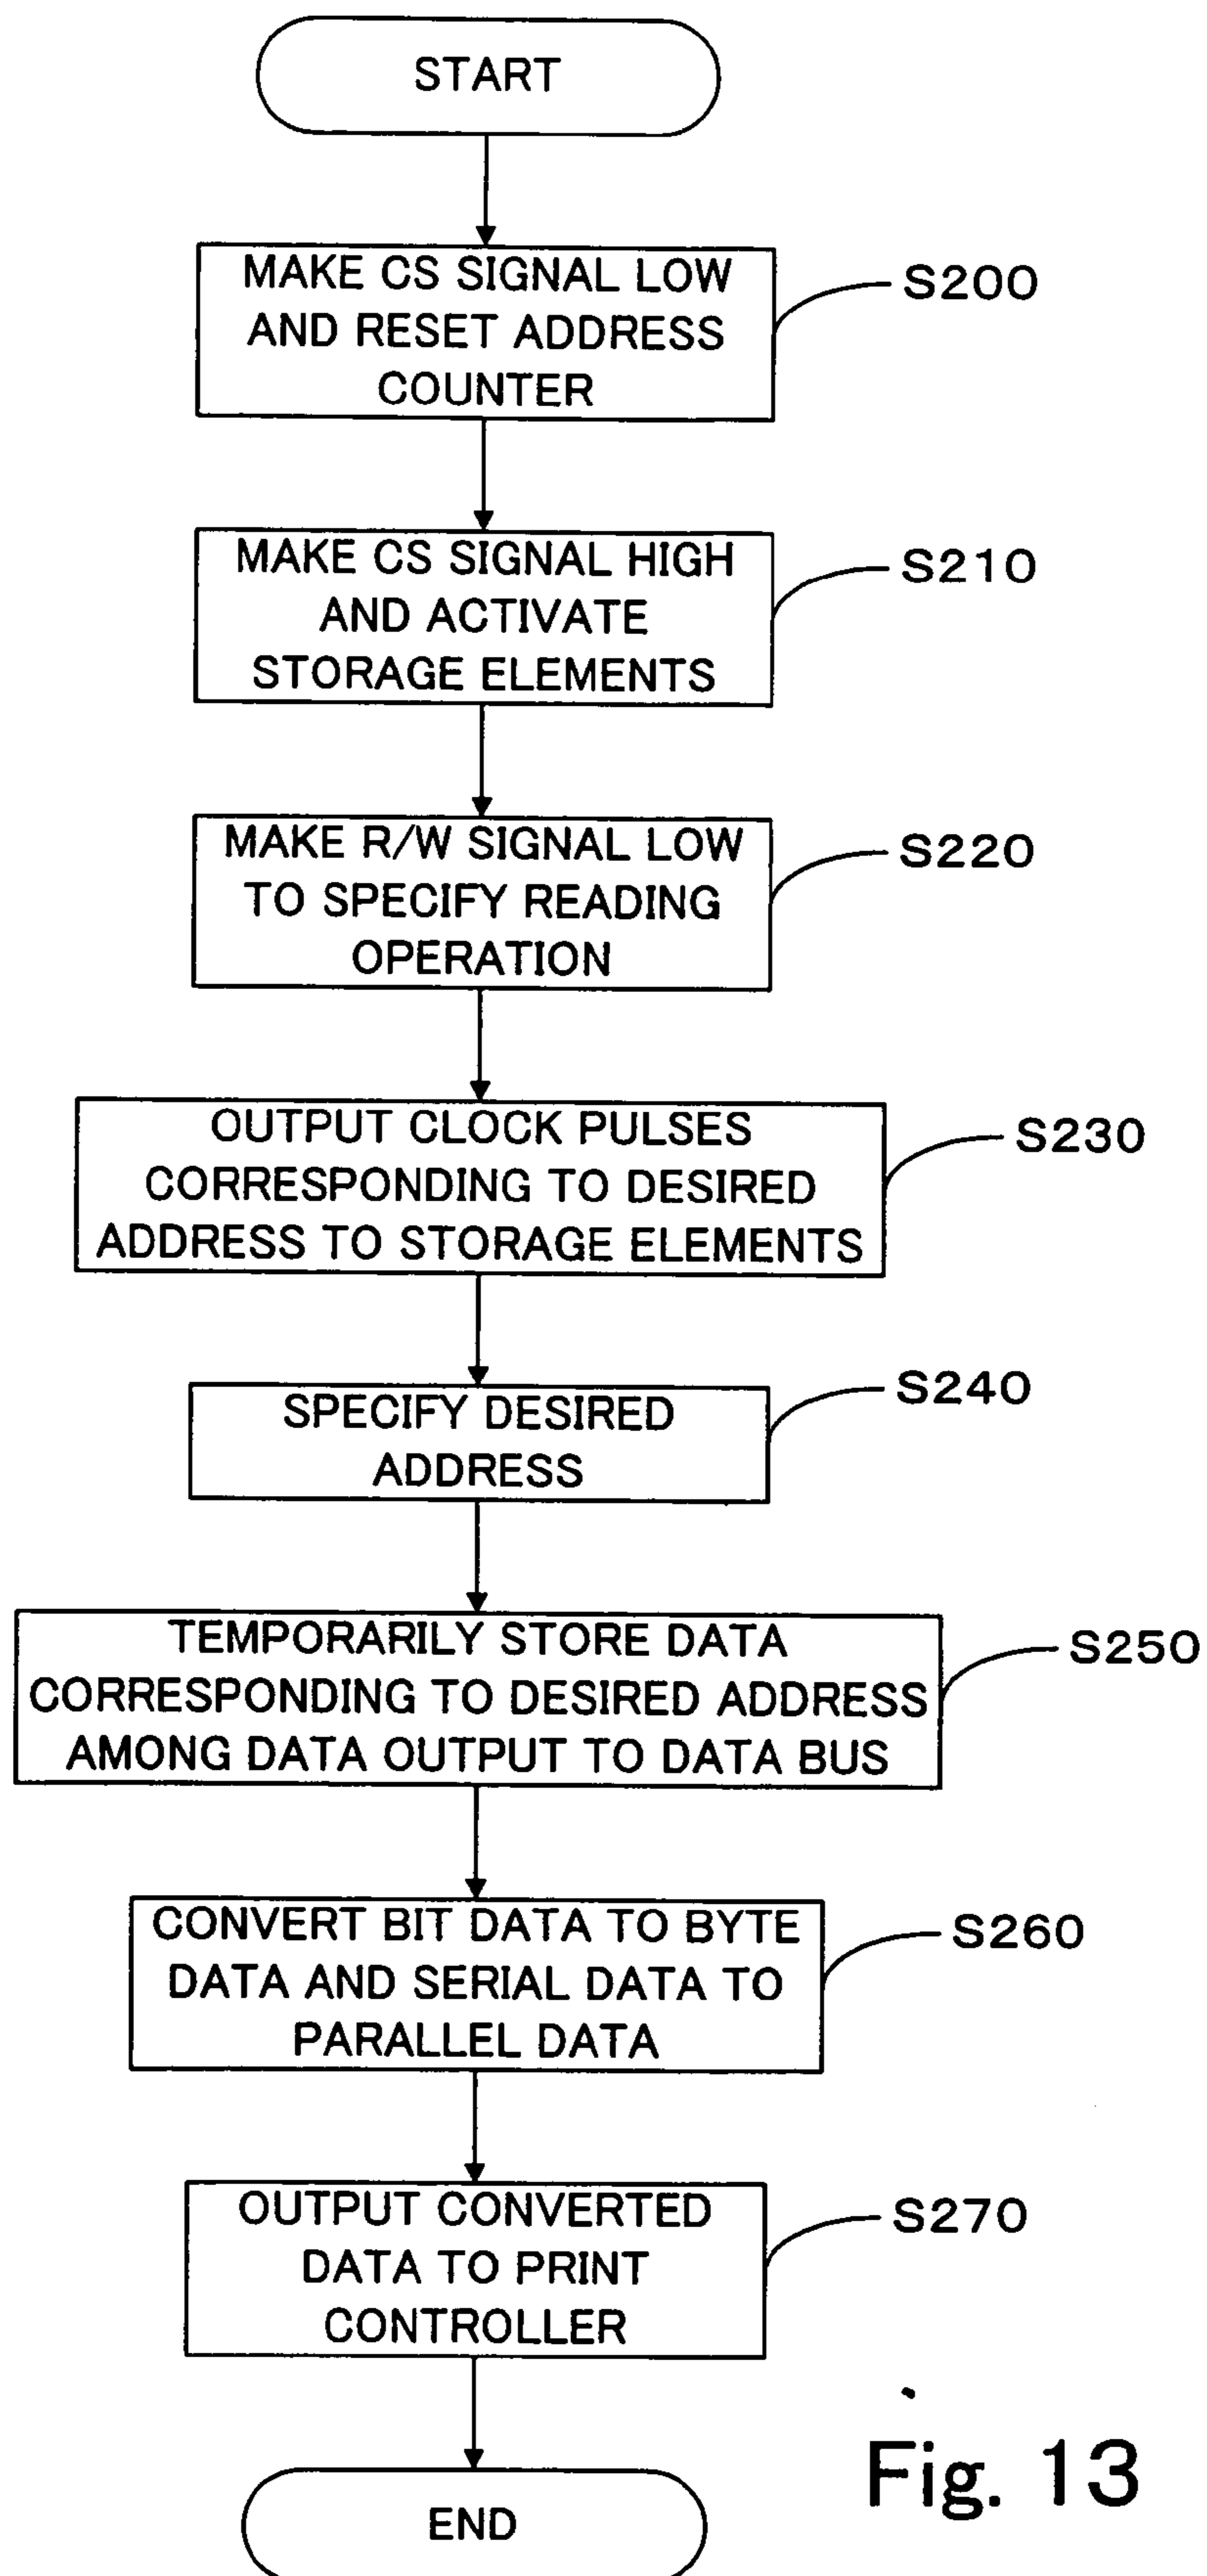 START
MAKE CS SIGNAL LOW
AND RESET ADDRESS
COUNTER
S200
MAKE CS SIGNAL HIGH
AND ACTIVATE
STORAGE ELEMENTS
S210
MAKE R/W SIGNAL LOW
TO SPECIFY READING
OPERATION
S220
OUTPUT CLOCK PULSES
CORRESPONDING TO DESIRED
ADDRESS TO STORAGE ELEMENTS
S230
SPECIFY DESIRED
ADDRESS
S240
TEMPORARILY STORE DATA
CORRESPONDING TO DESIRED ADDRESS
AMONG DATA OUTPUT TO DATA BUS
S250
CONVERT BIT DATA TO BYTE
DATA AND SERIAL DATA TO
PARALLEL DATA
S260
OUTPUT CONVERTED
DATA TO PRINT
CONTROLLER
S270
END
Fig. 13